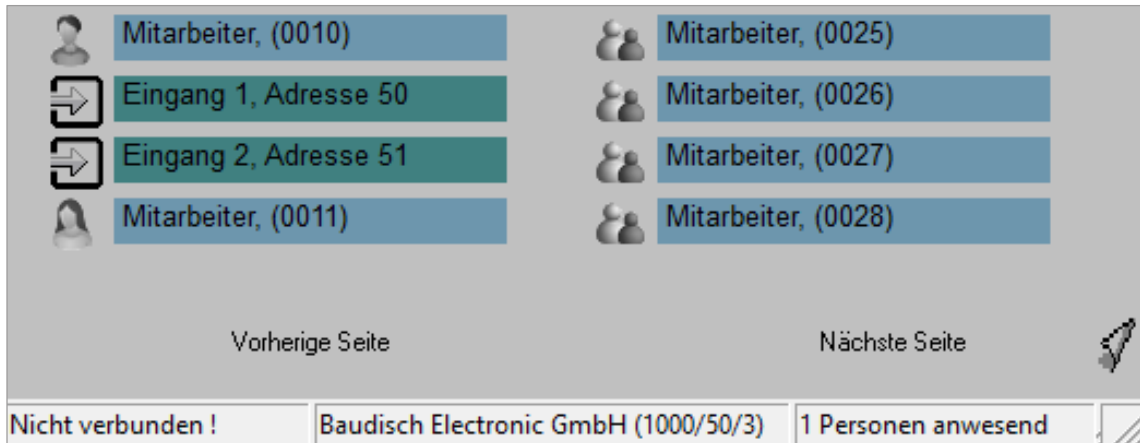 Mitarbeiter, (0010)
Eingang 1, Adresse 50
Eingang 2, Adresse 51
Mitarbeiter, (0011)
Mitarbeiter, (0025)
Mitarbeiter, (0026)
Mitarbeiter, (0027)
Mitarbeiter, (0028)
Vorherige Seite
Nächste Seite
Nicht verbunden !
Baudisch Electronic GmbH (1000/50/3)
1 Personen anwesend